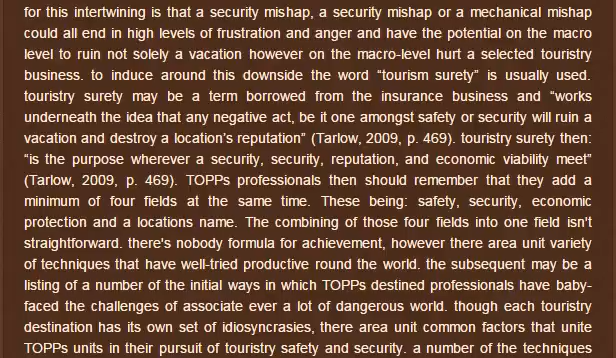 for this intertwining is that a security mishap, a security mishap or a mechanical mishap
could all end in high levels of frustration and anger and have the potential on the macro
level to ruin not solely a vacation however on the macro-level hurt a selected touristry
business. to induce around this downside the word “tourism surety” is usually used.
touristry surety may be a term borrowed from the insurance business and “works
underneath the idea that any negative act, be it one amongst safety or security will ruin a
vacation and destroy a location’s reputation” (Tarlow, 2009, p. 469). touristry surety then:
“is the purpose wherever a security, security, reputation, and economic viability meet”
(Tarlow, 2009, p. 469). TOPPs professionals then should remember that they add a
minimum of four fields at the same time. These being: safety, security, economic
protection and a locations name. The combining of those four fields into one field isn't
straightforward. there's nobody formula for achievement, however there area unit variety
of techniques that have well-tried productive round the world. the subsequent may be a
listing of a number of the initial ways in which TOPPs destined professionals have baby-
faced the challenges of associate ever a lot of dangerous world. though each touristry
destination has its own set of idiosyncrasies, there area unit common factors that unite
TOPPs units in their pursuit of touristry safety and security. a number of the techniques